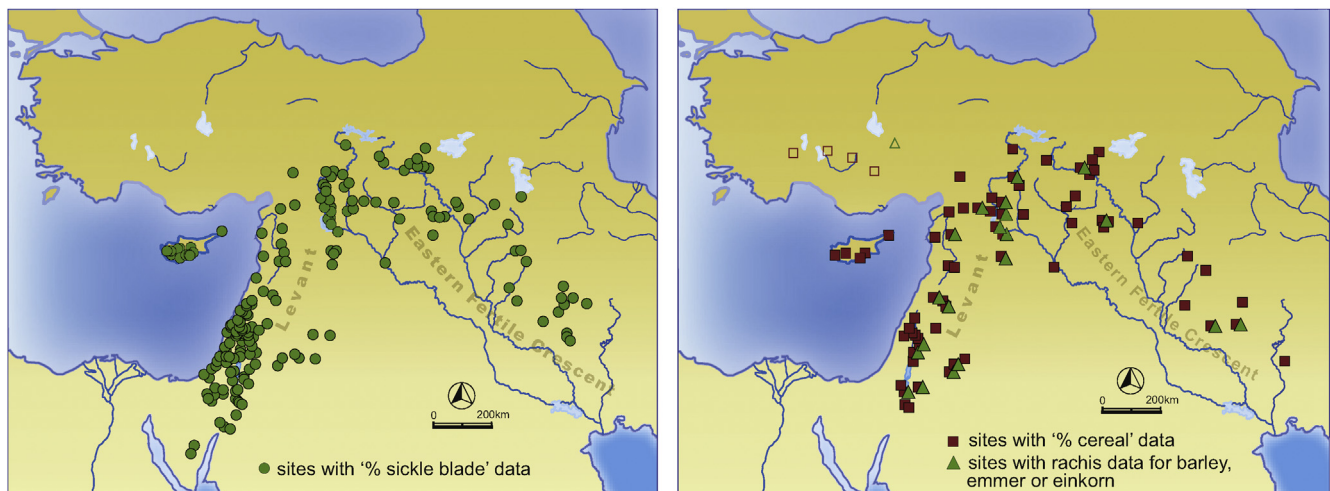 Levant
Eastern Fertile Crescent
0 200km
sites with ‘% sickle blade’ data
Levant
Eastern Fertile Crescent
0 200km
sites with ‘% cereal’ data
sites with rachis data for barley,
emmer or einkorn